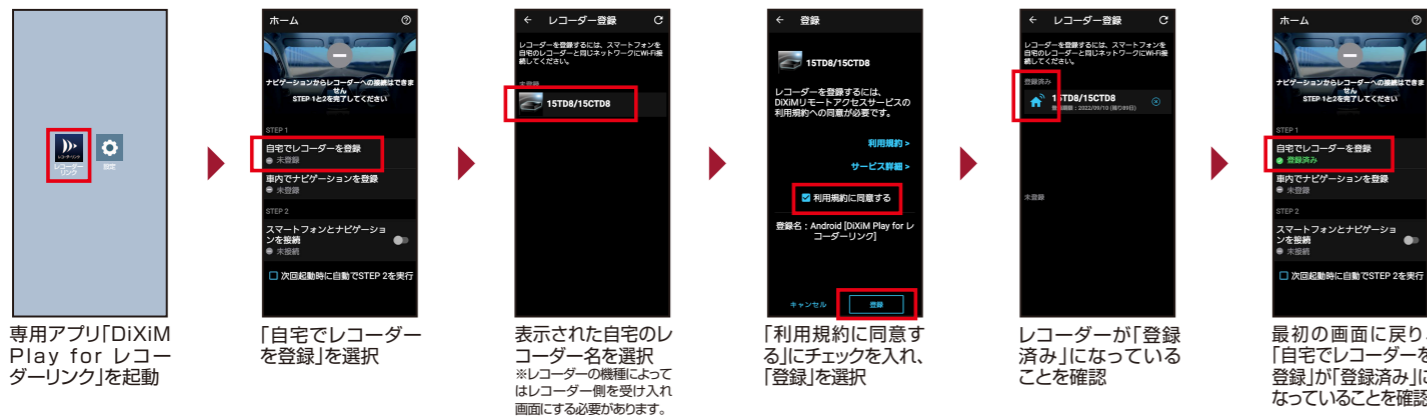 レコーダーリンク
レコーダー
リンク
設定
専用アプリ「DiXiM
Play for レコー
ダーリンク」を起動
ホーム
ナビゲーションからレコーダーへの接続はできま
せん
STEP 1と2を完了してください
STEP 1
自宅でレコーダーを登録
未登録
車内でナビゲーションを登録
未登録
STEP 2
スマートフォンとナビゲーショ
ンを接続
未接続
次回起動時に自動でSTEP 2を実行
「自宅でレコーダー
を登録」を選択
レコーダー登録
レコーダーを登録するには、スマートフォンを
自宅のレコーダーと同じネットワークにWi-Fi接
続してください。
未登録
15TD8/15CTD8
表示された自宅のレ
コーダー名を選択
※レコーダーの機種によって
はレコーダー側を受け入れ
画面にする必要があります。
登録
15TD8/15CTD8
レコーダーを登録するには、
DiXiMリモートアクセスサービスの
利用規約への同意が必要です。
利用規約 >
サービス詳細 >
利用規約に同意する
登録名：Android [DiXiM Play for レ
コーダーリンク]
キャンセル
登録
「利用規約に同意す
る」にチェックを入れ、
「登録」を選択
レコーダー登録
レコーダーを登録するには、スマートフォンを
自宅のレコーダーと同じネットワークにWi-Fi接
続してください。
登録済み
15TD8/15CTD8
登録期限：2022/09/10 (残り89日)
未登録
レコーダーが「登録
済み」になっている
ことを確認
ホーム
ナビゲーションからレコーダーへの接続はできま
せん
STEP 1と2を完了してください
STEP 1
自宅でレコーダーを登録
登録済み
車内でナビゲーションを登録
未登録
STEP 2
スマートフォンとナビゲーショ
ンを接続
未接続
次回起動時に自動でSTEP 2を実行
最初の画面に戻り、
「自宅でレコーダーを
登録」が「登録済み」に
なっていることを確認